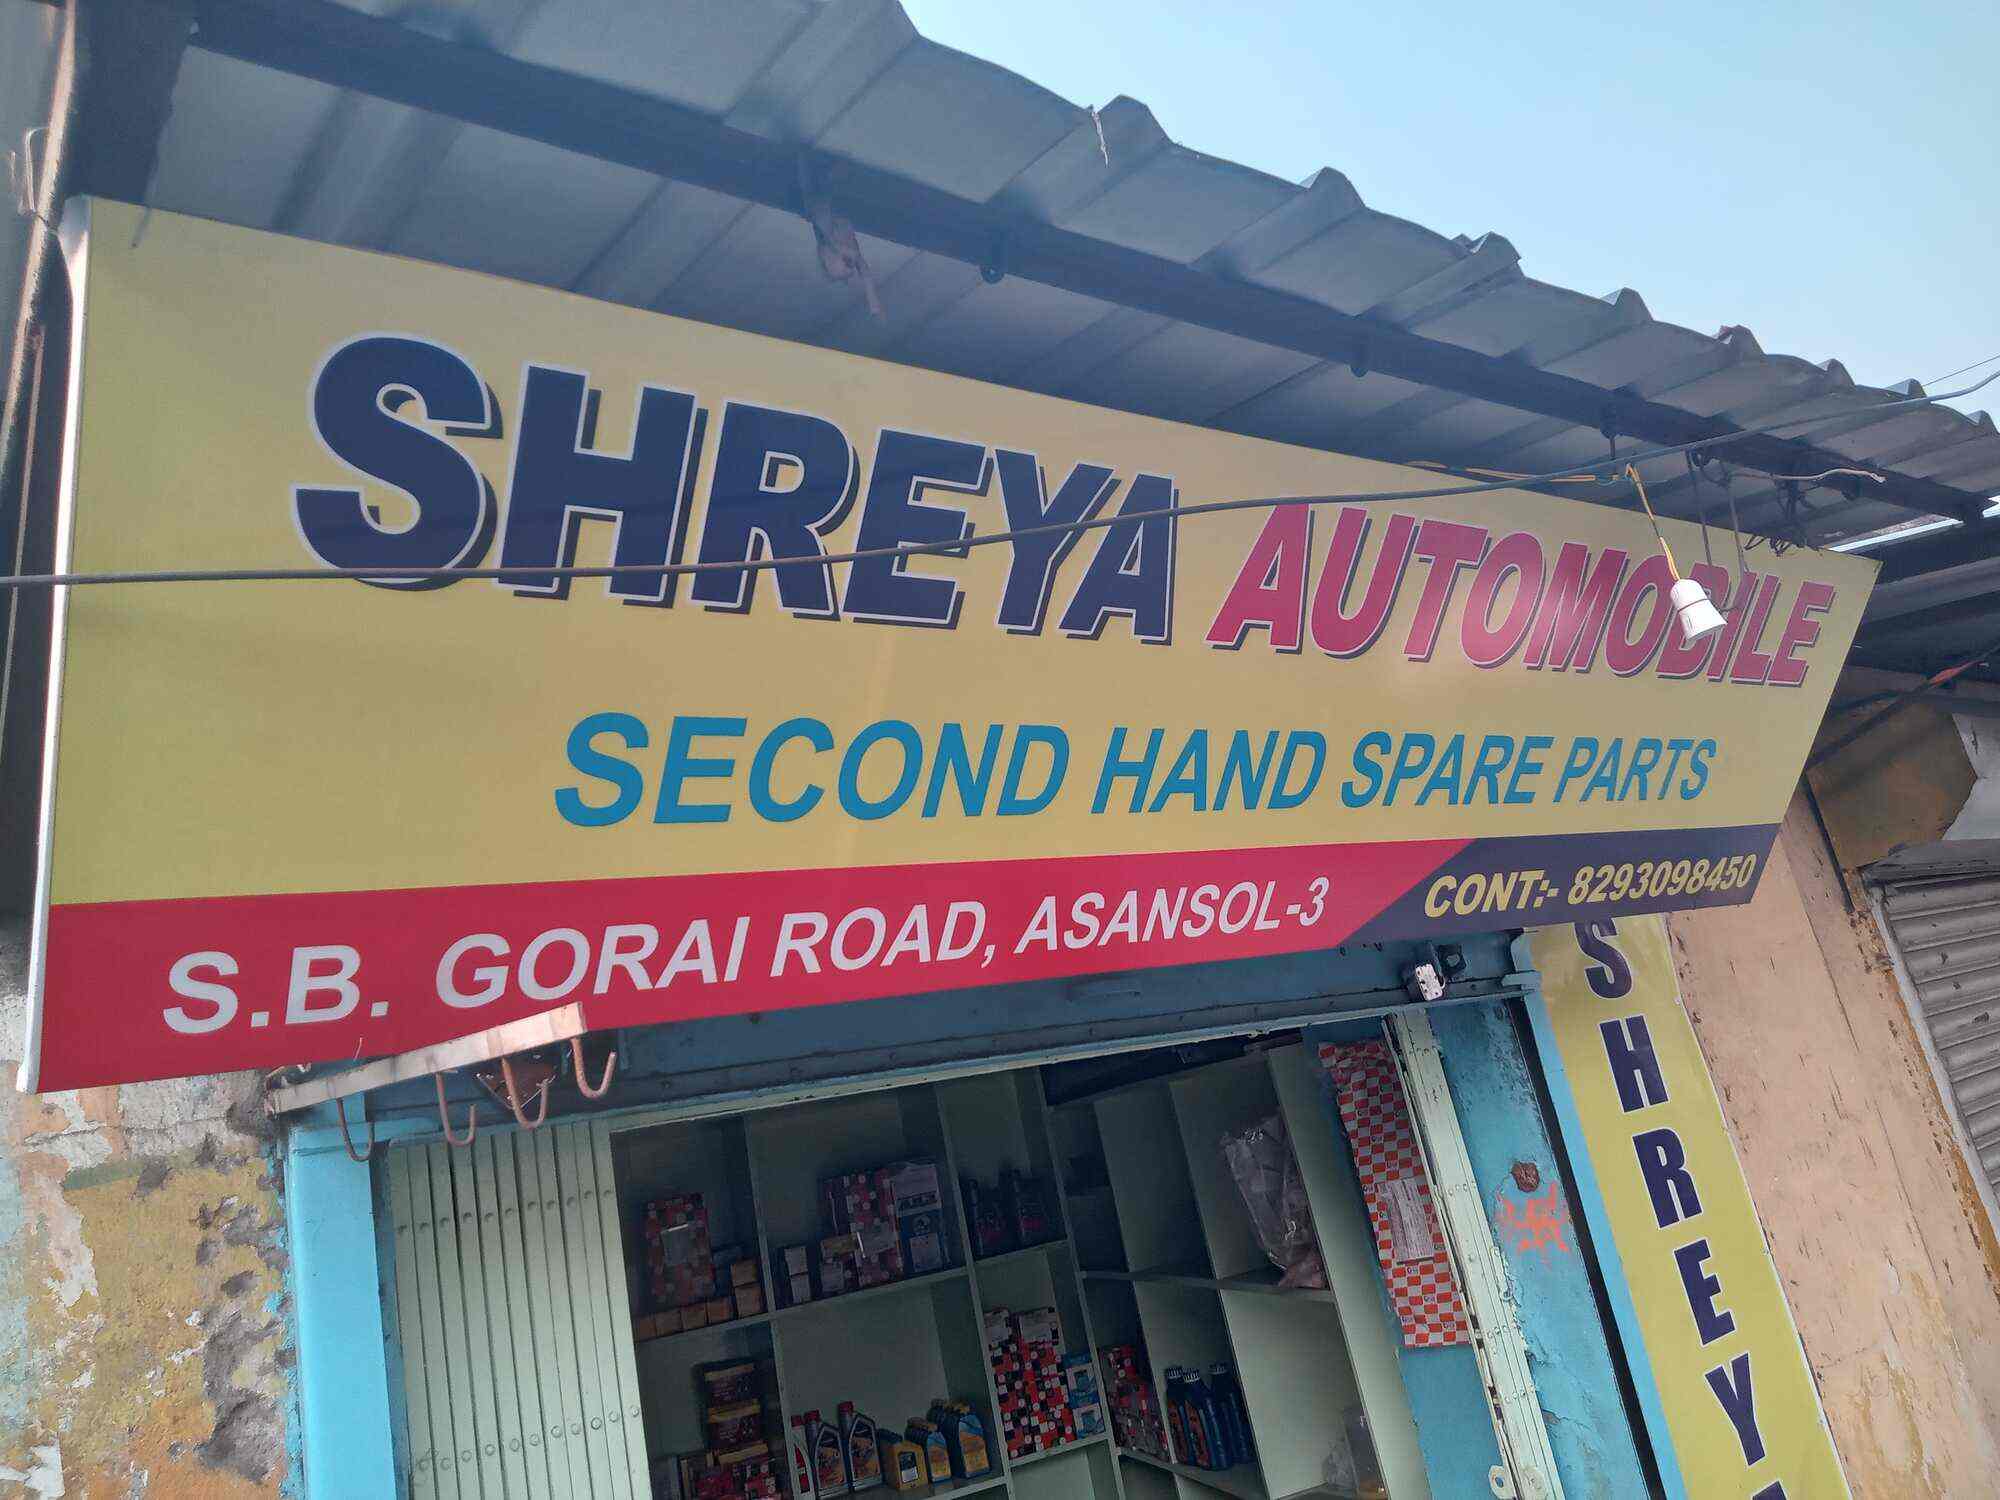 SHREYA AUTOMOBILE
SECOND HAND SPARE PARTS
S.B. GORAI ROAD, ASANSOL-3
CONT:- 8293098450
SHREYA